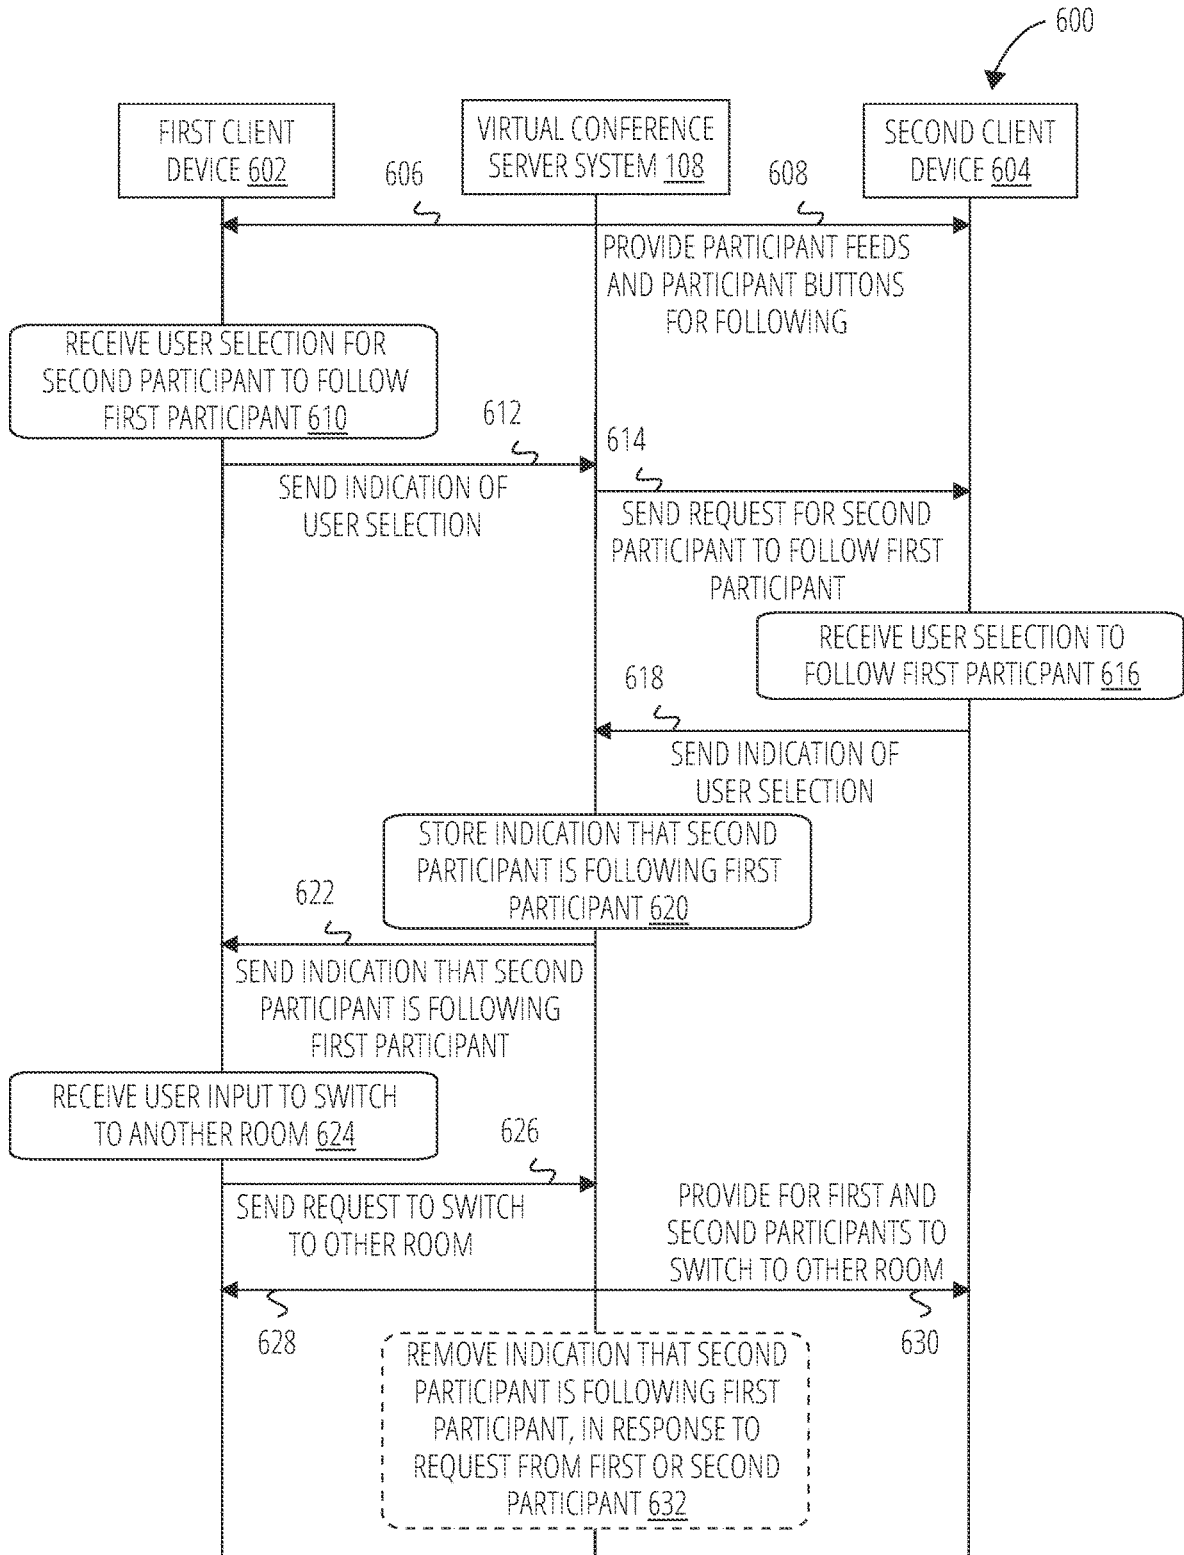 600
FIRST CLIENT
DEVICE 602
VIRTUAL CONFERENCE
SERVER SYSTEM 108
SECOND CLIENT
DEVICE 604
606
608
PROVIDE PARTICIPANT FEEDS
AND PARTICIPANT BUTTONS
FOR FOLLOWING
RECEIVE USER SELECTION FOR
SECOND PARTICIPANT TO FOLLOW
FIRST PARTICIPANT 610
612
SEND INDICATION OF
USER SELECTION
614
SEND REQUEST FOR SECOND
PARTICIPANT TO FOLLOW FIRST
PARTICIPANT
RECEIVE USER SELECTION TO
FOLLOW FIRST PARTICPANT 616
618
SEND INDICATION OF
USER SELECTION
STORE INDICATION THAT SECOND
PARTICIPANT IS FOLLOWING FIRST
PARTICIPANT 620
622
SEND INDICATION THAT SECOND
PARTICIPANT IS FOLLOWING
FIRST PARTICIPANT
RECEIVE USER INPUT TO SWITCH
TO ANOTHER ROOM 624
626
SEND REQUEST TO SWITCH
TO OTHER ROOM
PROVIDE FOR FIRST AND
SECOND PARTICIPANTS TO
SWITCH TO OTHER ROOM
628
630
REMOVE INDICATION THAT SECOND
PARTICIPANT IS FOLLOWING FIRST
PARTICIPANT, IN RESPONSE TO
REQUEST FROM FIRST OR SECOND
PARTICIPANT 632